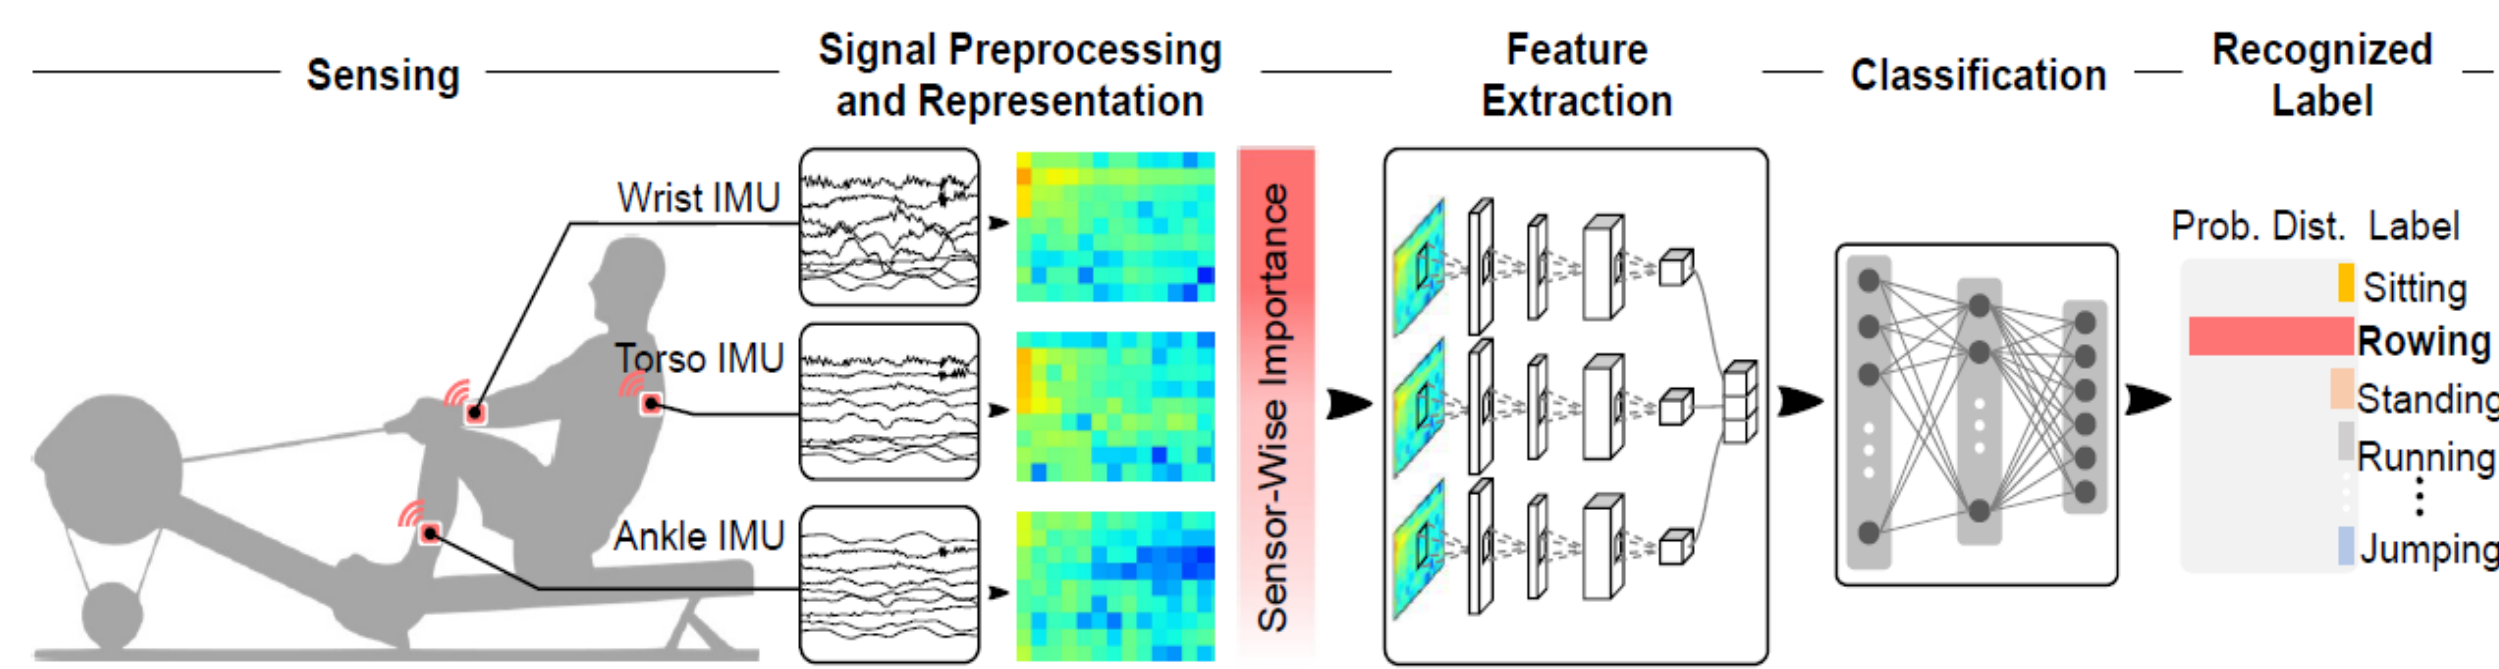 Sensing
Signal Preprocessing
and Representation
Feature
Extraction
Classification
Recognized
Label
Wrist IMU
Torso IMU
Ankle IMU
Sensor-Wise Importance
Prob. Dist. Label
Sitting
Rowing
Standing
Running
Jumping